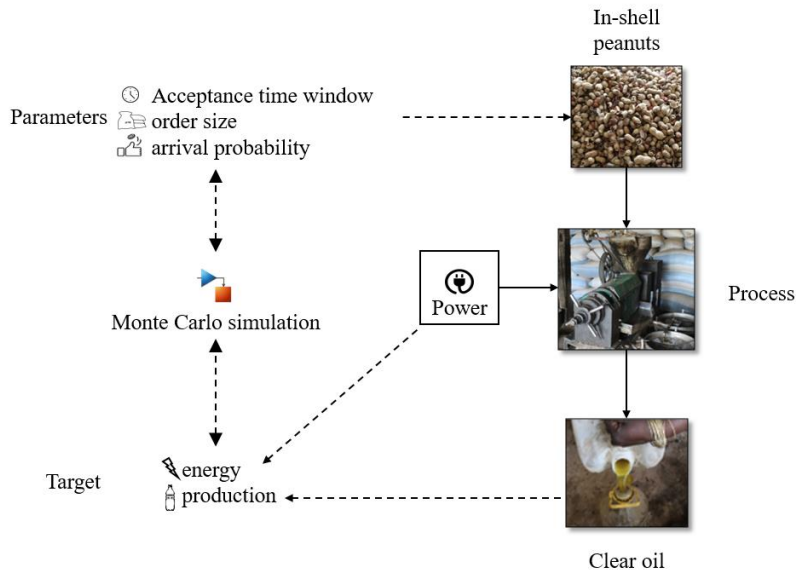 In-shell
peanuts
Parameters
Acceptance time window
order size
arrival probability
Power
Process
Monte Carlo simulation
Target
energy
production
Clear oil